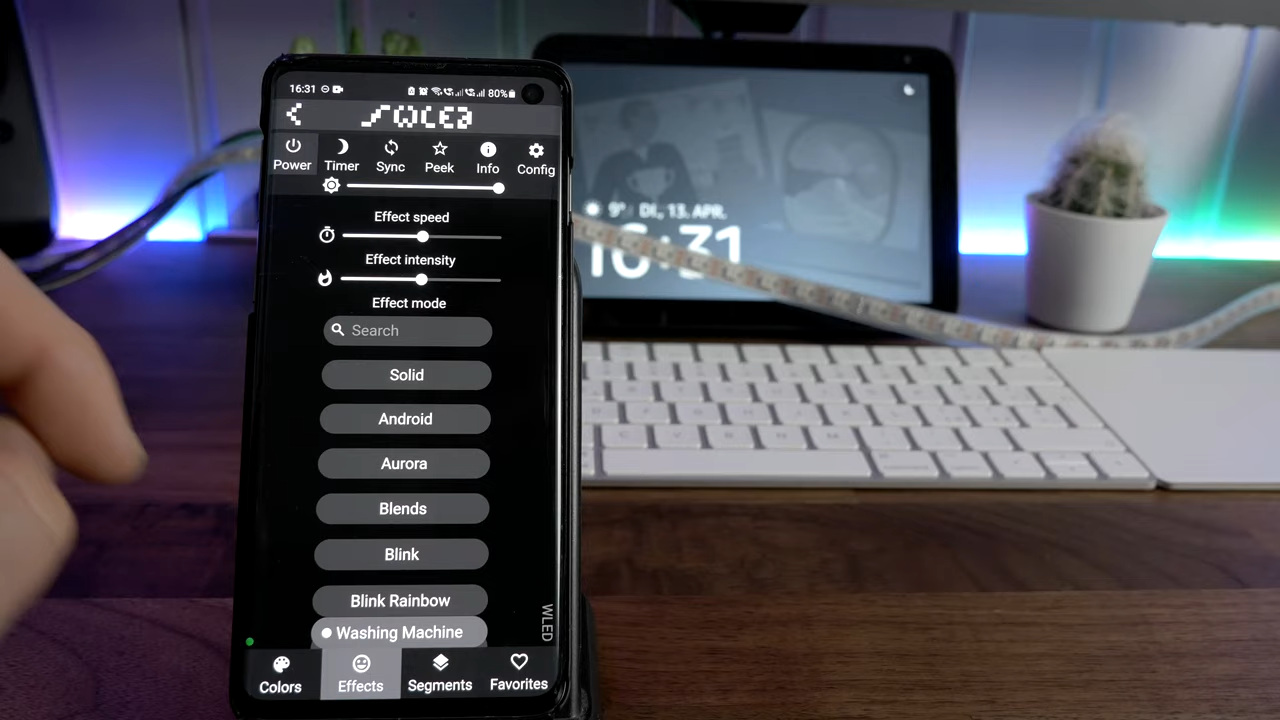 16:31 80%
WLED
Power Timer Sync Peek Info Config
Effect speed
Effect intensity
Effect mode
Search
Solid
Android
Aurora
Blends
Blink
Blink Rainbow
Washing Machine
WLED
Colors Effects Segments Favorites
9° DI, 13. APR.
16:31